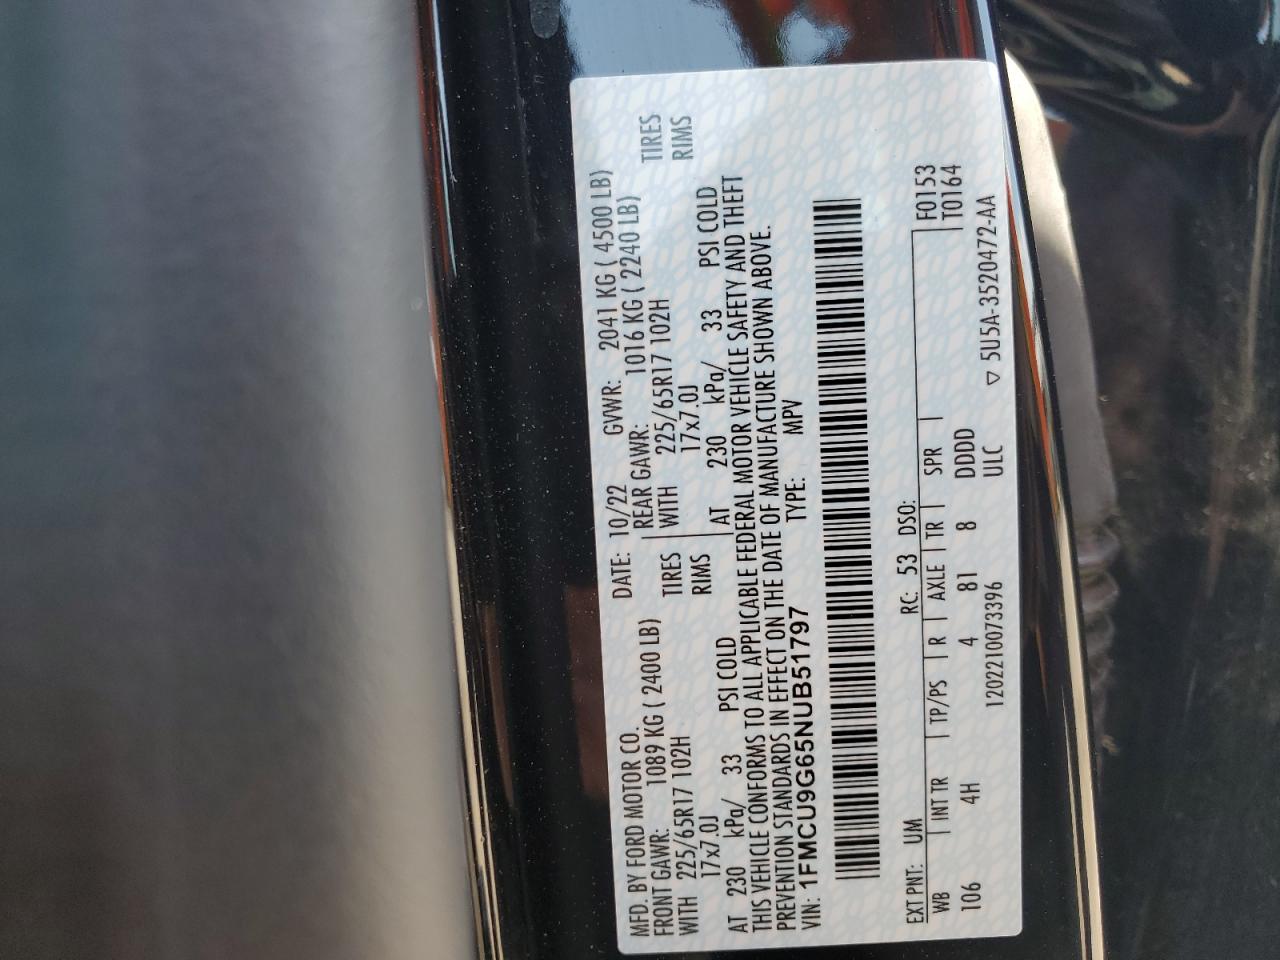 MFD. BY FORD MOTOR CO. DATE: 10/22 GVWR: 2041 KG ( 4500 LB)
FRONT GAWR: 1089 KG ( 2400 LB) REAR GAWR: 1016 KG ( 2240 LB)
WITH 225/65R17 102H TIRES WITH 225/65R17 102H TIRES
17x7.0J RIMS 17x7.0J RIMS
AT 230 kPa/ 33 PSI COLD AT 230 kPa/ 33 PSI COLD
THIS VEHICLE CONFORMS TO ALL APPLICABLE FEDERAL MOTOR VEHICLE SAFETY AND THEFT
PREVENTION STANDARDS IN EFFECT ON THE DATE OF MANUFACTURE SHOWN ABOVE.
VIN: 1FMCU9G65NUB51797 TYPE: MPV
EXT PNT: UM RC: 53 DSO: F0153
WB INT TR TP/PS R AXLE TR SPR T0164
106 4H 4 81 8 DDDD
120221007 3396 ULC ▽ 5U5A-3520472-AA